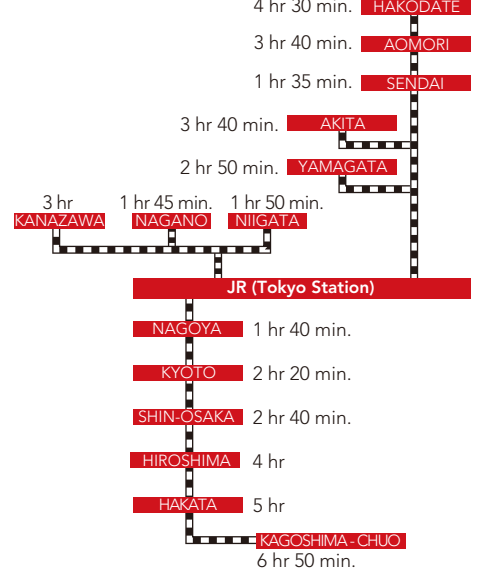 4 hr 30 min. HAKODATE
3 hr 40 min. AOMORI
1 hr 35 min. SENDAI
3 hr 40 min. AKITA
2 hr 50 min. YAMAGATA
3 hr 1 hr 45 min. 1 hr 50 min.
KANAZAWA NAGANO NIIGATA
JR (Tokyo Station)
NAGOYA 1 hr 40 min.
KYOTO 2 hr 20 min.
SHIN-OSAKA 2 hr 40 min.
HIROSHIMA 4 hr
HAKATA 5 hr
KAGOSHIMA - CHUO
6 hr 50 min.